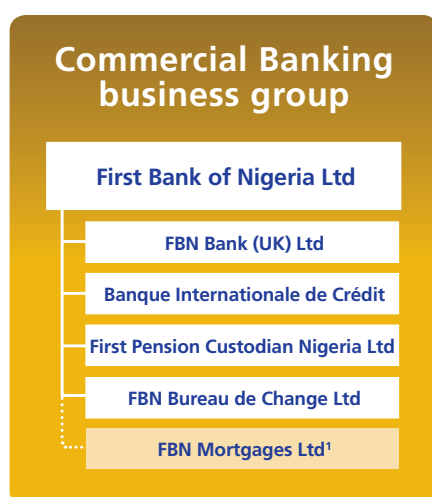 Commercial Banking
business group
First Bank of Nigeria Ltd
FBN Bank (UK) Ltd
Banque Internationale de Crédit
First Pension Custodian Nigeria Ltd
FBN Bureau de Change Ltd
FBN Mortgages Ltd¹